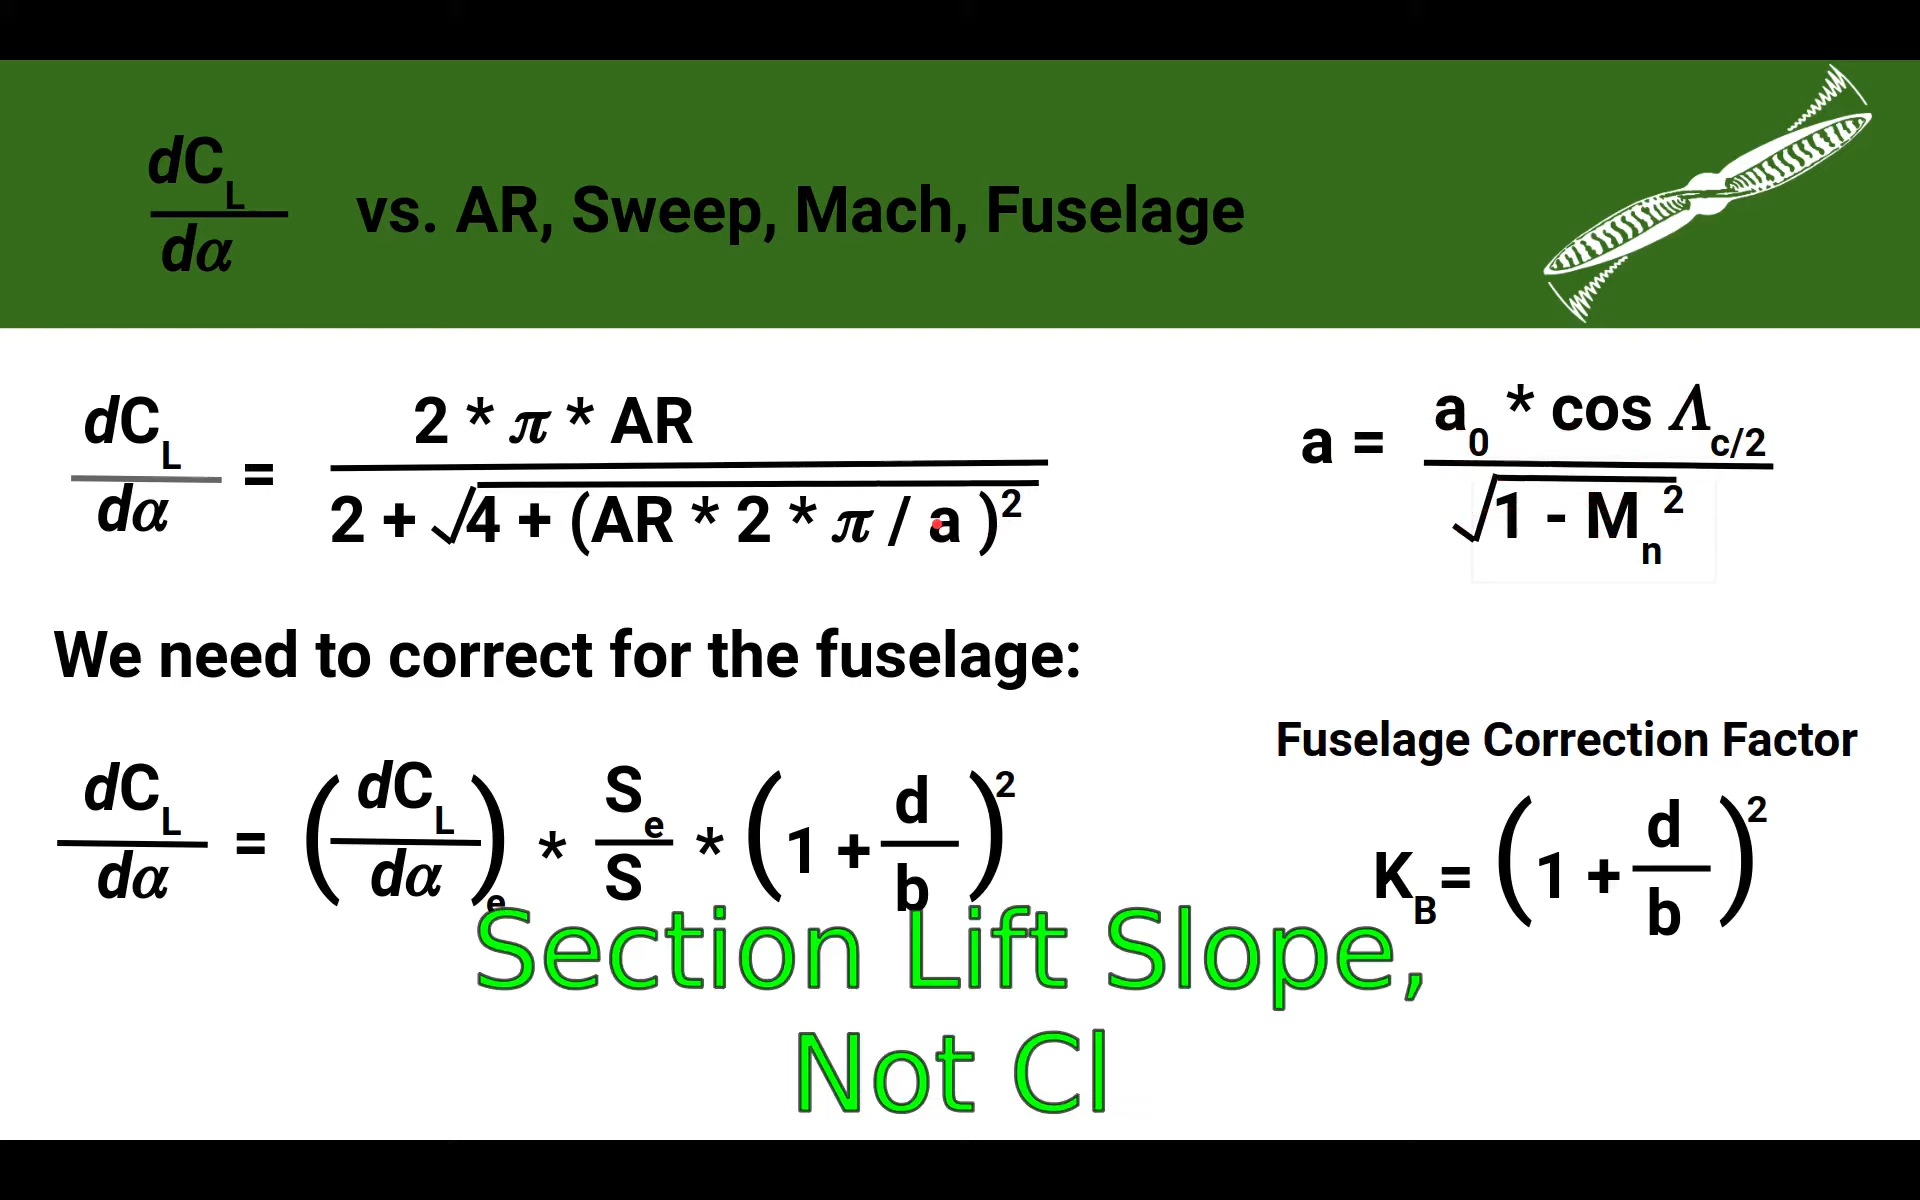 dC_L
dα
vs. AR, Sweep, Mach, Fuselage
dC_L / dα = 2 * π * AR / 2 + √4 + (AR * 2 * π / a )²
a = a₀ * cos Λ_c/2 / √1 - M_n²
We need to correct for the fuselage:
Fuselage Correction Factor
dC_L / dα = (dC_L / dα)_e * S_e / S * (1 + d / b)²
K_B = (1 + d / b)²
Section Lift Slope,
Not Cl